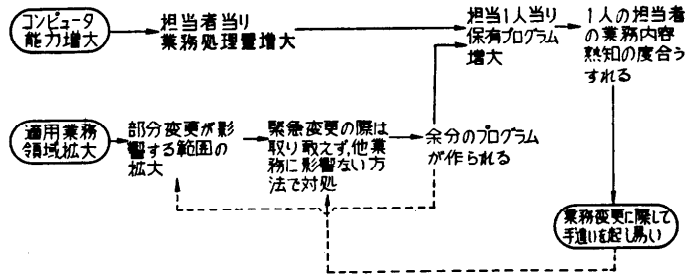 コンピュータ
能力増大
担当者当り
業務処理量増大
担当1人当り
保有プログラム
増大
1人の担当者
の業務内容
熟知の度合う
すれる
適用業務
領域拡大
部分変更が影
響する範囲の
拡大
緊急変更の際は
取り敢えず,他業
務に影響ない方
法で対処
余分のプログラム
が作られる
業務変更に際して
手違いを起し易い